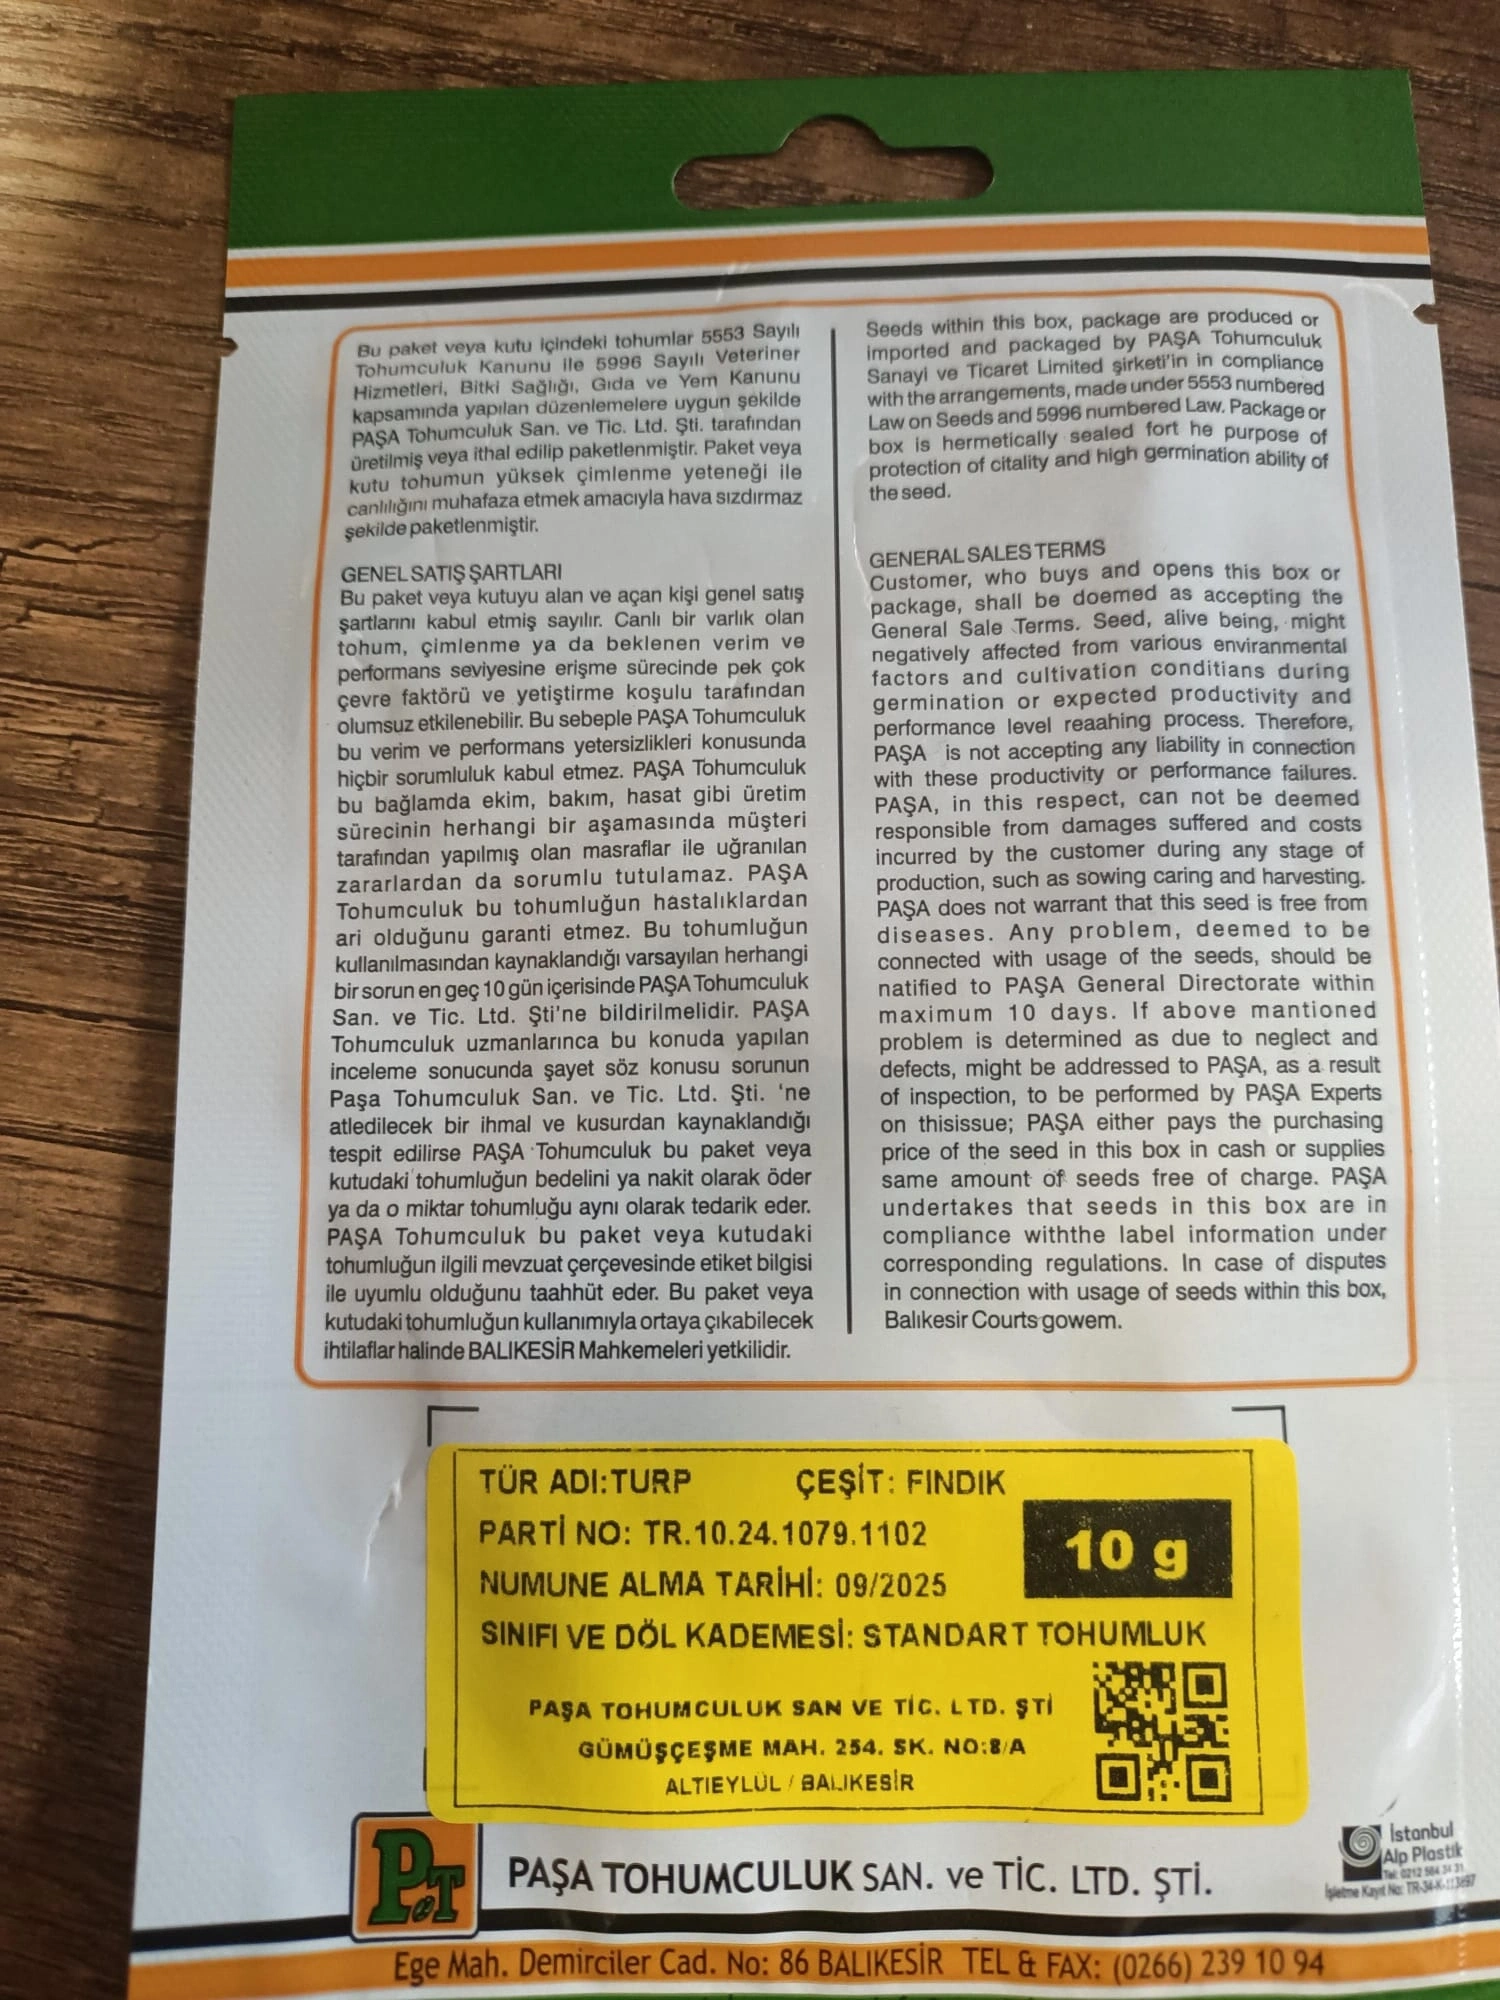 Bu paket veya kutu içindeki tohumlar 5553 Sayılı
Tohumculuk Kanunu ile 5996 Sayılı Veteriner
Hizmetleri, Bitki Sağlığı, Gıda ve Yem Kanunu
kapsamında yapılan düzenlemelere uygun şekilde
PAŞA Tohumculuk San. ve Tic. Ltd. Şti. tarafından
üretilmiş veya ithal edilip paketlenmiştir. Paket veya
kutu tohumun yüksek çimlenme yeteneği ile
canlılığını muhafaza etmek amacıyla hava sızdırmaz
şekilde paketlenmiştir.
GENEL SATIŞ ŞARTLARI
Bu paket veya kutuyu alan ve açan kişi genel satış
şartlarını kabul etmiş sayılır. Canlı bir varlık olan
tohum, çimlenme ya da beklenen verim ve
performans seviyesine erişme sürecinde pek çok
çevre faktörü ve yetiştirme koşulu tarafından
olumsuz etkilenebilir. Bu sebeple PAŞA Tohumculuk
bu verim ve performans yetersizlikleri konusunda
hiçbir sorumluluk kabul etmez. PAŞA Tohumculuk
bu bağlamda ekim, bakım, hasat gibi üretim
sürecinin herhangi bir aşamasında müşteri
tarafından yapılmış olan masraflar ile uğranılan
zararlardan da sorumlu tutulamaz. PAŞA
Tohumculuk bu tohumluğun hastalıklardan
ari olduğunu garanti etmez. Bu tohumluğun
kullanılmasından kaynaklandığı varsayılan herhangi
bir sorun en geç 10 gün içerisinde PAŞA Tohumculuk
San. ve Tic. Ltd. Şti'ne bildirilmelidir. PAŞA
Tohumculuk uzmanlarınca bu konuda yapılan
inceleme sonucunda şayet söz konusu sorunun
Paşa Tohumculuk San. ve Tic. Ltd. Şti. 'ne
atledilecek bir ihmal ve kusurdan kaynaklandığı
tespit edilirse PAŞA Tohumculuk bu paket veya
kutudaki tohumluğun bedelini ya nakit olarak öder
ya da o miktar tohumluğu aynı olarak tedarik eder.
PAŞA Tohumculuk bu paket veya kutudaki
tohumluğun ilgili mevzuat çerçevesinde etiket bilgisi
ile uyumlu olduğunu taahhüt eder. Bu paket veya
kutudaki tohumluğun kullanımıyla ortaya çıkabilecek
ihtilaflar halinde BALIKESİR Mahkemeleri yetkilidir.
Seeds within this box, package are produced or
imported and packaged by PAŞA Tohumculuk
Sanayi ve Ticaret Limited şirketi'in in compliance
with the arrangements, made under 5553 numbered
Law on Seeds and 5996 numbered Law. Package or
box is hermetically sealed fort he purpose of
protection of citality and high germination ability of
the seed.
GENERAL SALES TERMS
Customer, who buys and opens this box or
package, shall be doemed as accepting the
General Sale Terms. Seed, alive being, might
negatively affected from various enviranmental
factors and cultivation conditians during
germination or expected productivity and
performance level reaahing process. Therefore,
PAŞA is not accepting any liability in connection
with these productivity or performance failures.
PAŞA, in this respect, can not be deemed
responsible from damages suffered and costs
incurred by the customer during any stage of
production, such as sowing caring and harvesting.
PAŞA does not warrant that this seed is free from
diseases. Any problem, deemed to be
connected with usage of the seeds, should be
natified to PAŞA General Directorate within
maximum 10 days. If above mantioned
problem is determined as due to neglect and
defects, might be addressed to PAŞA, as a result
of inspection, to be performed by PAŞA Experts
on thisissue; PAŞA either pays the purchasing
price of the seed in this box in cash or supplies
same amount of seeds free of charge. PAŞA
undertakes that seeds in this box are in
compliance withthe label information under
corresponding regulations. In case of disputes
in connection with usage of seeds within this box,
Balıkesir Courts gowem.
TÜR ADI:TURP ÇEŞİT: FINDIK
PARTİ NO: TR.10.24.1079.1102
10 g
NUMUNE ALMA TARİHİ: 09/2025
SINIFI VE DÖL KADEMESİ: STANDART TOHUMLUK
PAŞA TOHUMCULUK SAN VE TİC. LTD. ŞTİ
GÜMÜŞÇEŞME MAH. 254. SK. NO:8/A
ALTIEYLÜL / BALIKESİR
PT
PAŞA TOHUMCULUK SAN. ve TİC. LTD. ŞTİ.
İstanbul
Alp Plastik
Tel: 0212 564 34 31
İşletme Kayıt No: TR-34-K-113697
Ege Mah. Demirciler Cad. No: 86 BALIKESİR TEL & FAX: (0266) 239 10 94